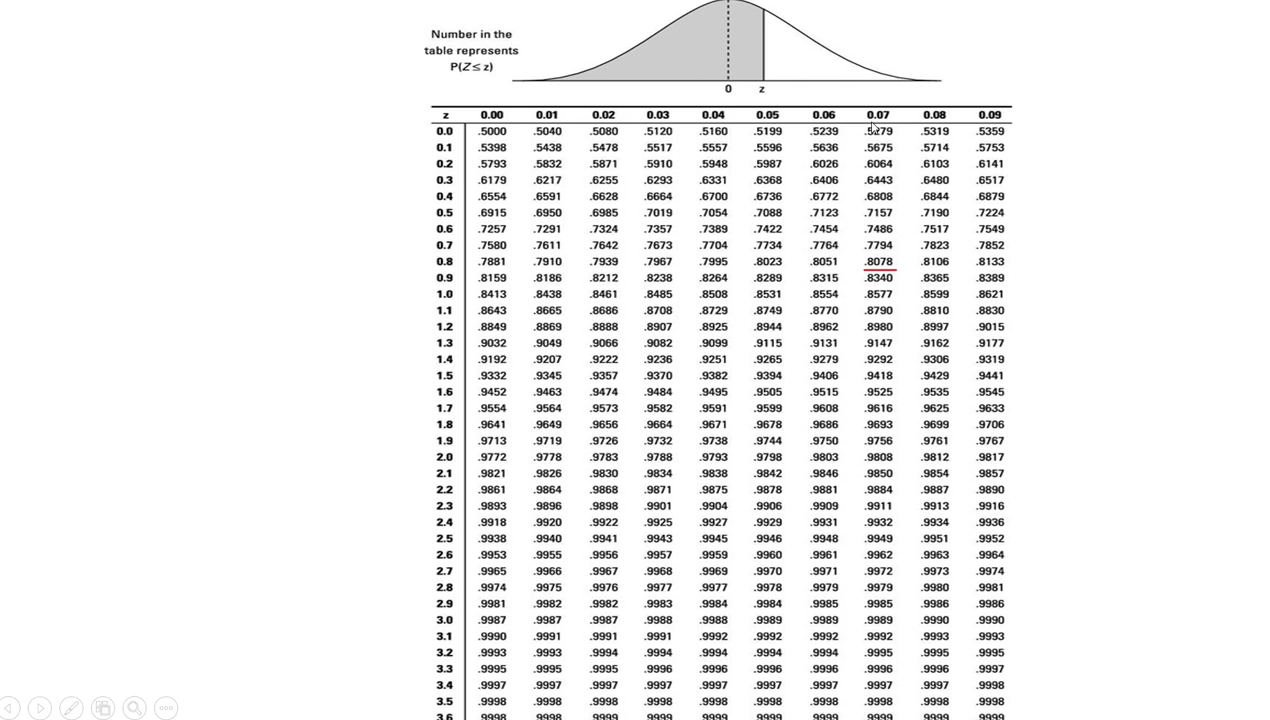 Number in the
table represents
P(Z ≤ z)
0 z
z 0.00 0.01 0.02 0.03 0.04 0.05 0.06 0.07 0.08 0.09
0.0 .5000 .5040 .5080 .5120 .5160 .5199 .5239 .5279 .5319 .5359
0.1 .5398 .5438 .5478 .5517 .5557 .5596 .5636 .5675 .5714 .5753
0.2 .5793 .5832 .5871 .5910 .5948 .5987 .6026 .6064 .6103 .6141
0.3 .6179 .6217 .6255 .6293 .6331 .6368 .6406 .6443 .6480 .6517
0.4 .6554 .6591 .6628 .6664 .6700 .6736 .6772 .6808 .6844 .6879
0.5 .6915 .6950 .6985 .7019 .7054 .7088 .7123 .7157 .7190 .7224
0.6 .7257 .7291 .7324 .7357 .7389 .7422 .7454 .7486 .7517 .7549
0.7 .7580 .7611 .7642 .7673 .7704 .7734 .7764 .7794 .7823 .7852
0.8 .7881 .7910 .7939 .7967 .7995 .8023 .8051 .8078 .8106 .8133
0.9 .8159 .8186 .8212 .8238 .8264 .8289 .8315 .8340 .8365 .8389
1.0 .8413 .8438 .8461 .8485 .8508 .8531 .8554 .8577 .8599 .8621
1.1 .8643 .8665 .8686 .8708 .8729 .8749 .8770 .8790 .8810 .8830
1.2 .8849 .8869 .8888 .8907 .8925 .8944 .8962 .8980 .8997 .9015
1.3 .9032 .9049 .9066 .9082 .9099 .9115 .9131 .9147 .9162 .9177
1.4 .9192 .9207 .9222 .9236 .9251 .9265 .9279 .9292 .9306 .9319
1.5 .9332 .9345 .9357 .9370 .9382 .9394 .9406 .9418 .9429 .9441
1.6 .9452 .9463 .9474 .9484 .9495 .9505 .9515 .9525 .9535 .9545
1.7 .9554 .9564 .9573 .9582 .9591 .9599 .9608 .9616 .9625 .9633
1.8 .9641 .9649 .9656 .9664 .9671 .9678 .9686 .9693 .9699 .9706
1.9 .9713 .9719 .9726 .9732 .9738 .9744 .9750 .9756 .9761 .9767
2.0 .9772 .9778 .9783 .9788 .9793 .9798 .9803 .9808 .9812 .9817
2.1 .9821 .9826 .9830 .9834 .9838 .9842 .9846 .9850 .9854 .9857
2.2 .9861 .9864 .9868 .9871 .9875 .9878 .9881 .9884 .9887 .9890
2.3 .9893 .9896 .9898 .9901 .9904 .9906 .9909 .9911 .9913 .9916
2.4 .9918 .9920 .9922 .9925 .9927 .9929 .9931 .9932 .9934 .9936
2.5 .9938 .9940 .9941 .9943 .9945 .9946 .9948 .9949 .9951 .9952
2.6 .9953 .9955 .9956 .9957 .9959 .9960 .9961 .9962 .9963 .9964
2.7 .9965 .9966 .9967 .9968 .9969 .9970 .9971 .9972 .9973 .9974
2.8 .9974 .9975 .9976 .9977 .9977 .9978 .9979 .9979 .9980 .9981
2.9 .9981 .9982 .9982 .9983 .9984 .9984 .9985 .9985 .9986 .9986
3.0 .9987 .9987 .9987 .9988 .9988 .9989 .9989 .9989 .9990 .9990
3.1 .9990 .9991 .9991 .9991 .9992 .9992 .9992 .9992 .9993 .9993
3.2 .9993 .9993 .9994 .9994 .9994 .9994 .9994 .9995 .9995 .9995
3.3 .9995 .9995 .9995 .9996 .9996 .9996 .9996 .9996 .9996 .9997
3.4 .9997 .9997 .9997 .9997 .9997 .9997 .9997 .9997 .9997 .9998
3.5 .9998 .9998 .9998 .9998 .9998 .9998 .9998 .9998 .9998 .9998
3.6 .9998 .9998 .9999 .9999 .9999 .9999 .9999 .9999 .9999 .9999